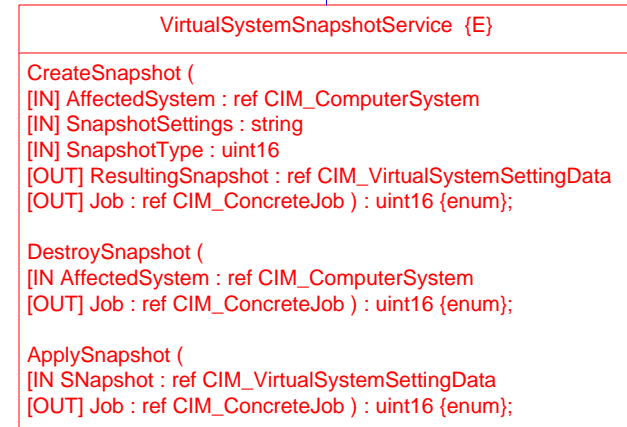 VirtualSystemSnapshotService {E}
CreateSnapshot (
[IN] AffectedSystem : ref CIM_ComputerSystem
[IN] SnapshotSettings : string
[IN] SnapshotType : uint16
[OUT] ResultingSnapshot : ref CIM_VirtualSystemSettingData
[OUT] Job : ref CIM_ConcreteJob ) : uint16 {enum};
DestroySnapshot (
[IN AffectedSystem : ref CIM_ComputerSystem
[OUT] Job : ref CIM_ConcreteJob ) : uint16 {enum};
ApplySnapshot (
[IN SNapshot : ref CIM_VirtualSystemSettingData
[OUT] Job : ref CIM_ConcreteJob ) : uint16 {enum};